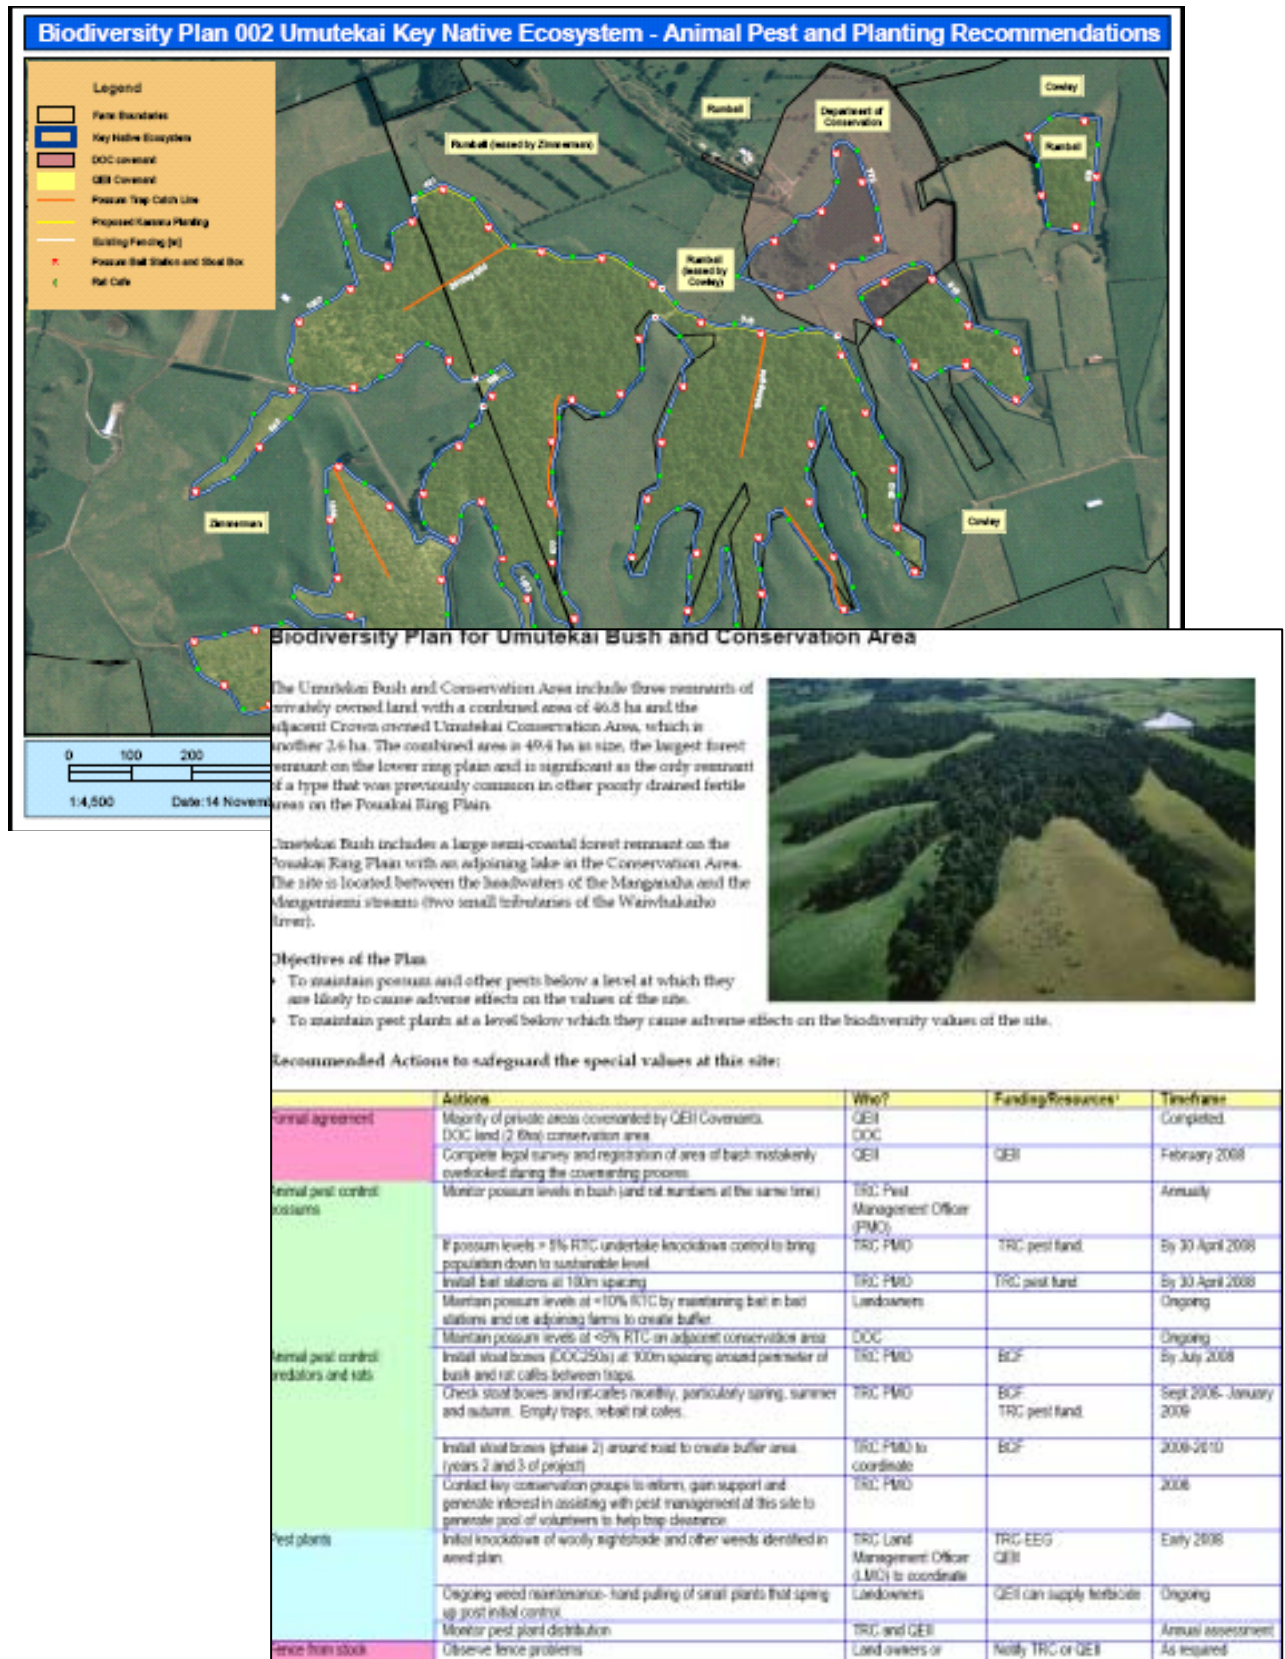 Biodiversity Plan 002 Umutekai Key Native Ecosystem - Animal Pest and Planting Recommendations
Legend
Farm Boundaries
Key Native Ecosystem
DOC covenant
QEII Covenant
Possum Trap Catch Line
Proposed Karamu Planting
Existing Fencing (m)
Possum Bait Station and Stoat Box
Rat Cafe
Rumball (leased by Zimmerman)
Rumball
Department of
Conservation
Cowley
Rumball
Rumball
(leased by
Cowley)
Zimmerman
Cowley
0 100 200
1:4,500 Date:14
Biodiversity Plan for Umutekai Bush and Conservation Area
The Umutekai Bush and Conservation Area include three remnants of
privately owned land with a combined area of 46.8 ha and the
adjacent Crown owned Umutekai Conservation Area, which is
another 2.6 ha. The combined area is 49.4 ha in size, the largest forest
remnant on the lower ring plain and is significant as the only remnant
of a type that was previously common in other poorly drained fertile
areas on the Pouakai Ring Plain.
Umutekai Bush includes a large semi-coastal forest remnant on the
Pouakai Ring Plain with an adjoining lake in the Conservation Area.
The site is located between the headwaters of the Manganaha and the
Mangemiemi streams (two small tributaries of the Waiwhakaiho
River).
Objectives of the Plan
• To maintain possum and other pests below a level at which they
are likely to cause adverse effects on the values of the site.
• To maintain pest plants at a level below which they cause adverse effects on the biodiversity values of the site.
Recommended Actions to safeguard the special values at this site:
Actions Who? Funding/Resources¹ Timeframe
Formal agreement Majority of private areas covenanted by QEII Covenants. QEII Completed.
DOC land (2.6ha) conservation area. DOC
Complete legal survey and registration of area of bush mistakenly QEII QEII February 2008
overlooked during the covenanting process
Animal pest control: Monitor possum levels in bush (and rat numbers at the same time) TRC Pest Annually
possums Management Officer
(PMO)
If possum levels > 5% RTC undertake knockdown control to bring TRC PMO TRC pest fund. By 30 April 2008
population down to sustainable level
Install bait stations at 100m spacing TRC PMO TRC pest fund By 30 April 2008
Maintain possum levels at <10% RTC by maintaining bait in bait Landowners Ongoing
stations and on adjoining farms to create buffer.
Maintain possum levels at <5% RTC on adjacent conservation area DOC Ongoing
Animal pest control: Install stoat boxes (DOC250s) at 100m spacing around perimeter of TRC PMO BCF By July 2008
predators and rats bush and rat cafes between traps.
Check stoat boxes and rat-cafes monthly, particularly spring, summer TRC PMO BCF Sept 2008- January
and autumn. Empty traps, rebait rat cafes. TRC pest fund. 2009
Install stoat boxes (phase 2) around road to create buffer area. TRC PMO to BCF 2008-2010
(years 2 and 3 of project) coordinate
Contact key conservation groups to inform, gain support and TRC PMO 2008
generate interest in assisting with pest management at this site to
generate pool of volunteers to help trap clearance
Pest plants Initial knockdown of woolly nightshade and other weeds identified in TRC Land TRC-EEG Early 2008
weed plan. Management Officer QEII
(LMO) to coordinate
Ongoing weed maintenance- hand pulling of small plants that spring Landowners QEII can supply herbicide Ongoing
up post initial control.
Monitor pest plant distribution TRC and QEII Annual assessment
Fence from stock Observe fence problems Land owners or Notify TRC or QEII As required